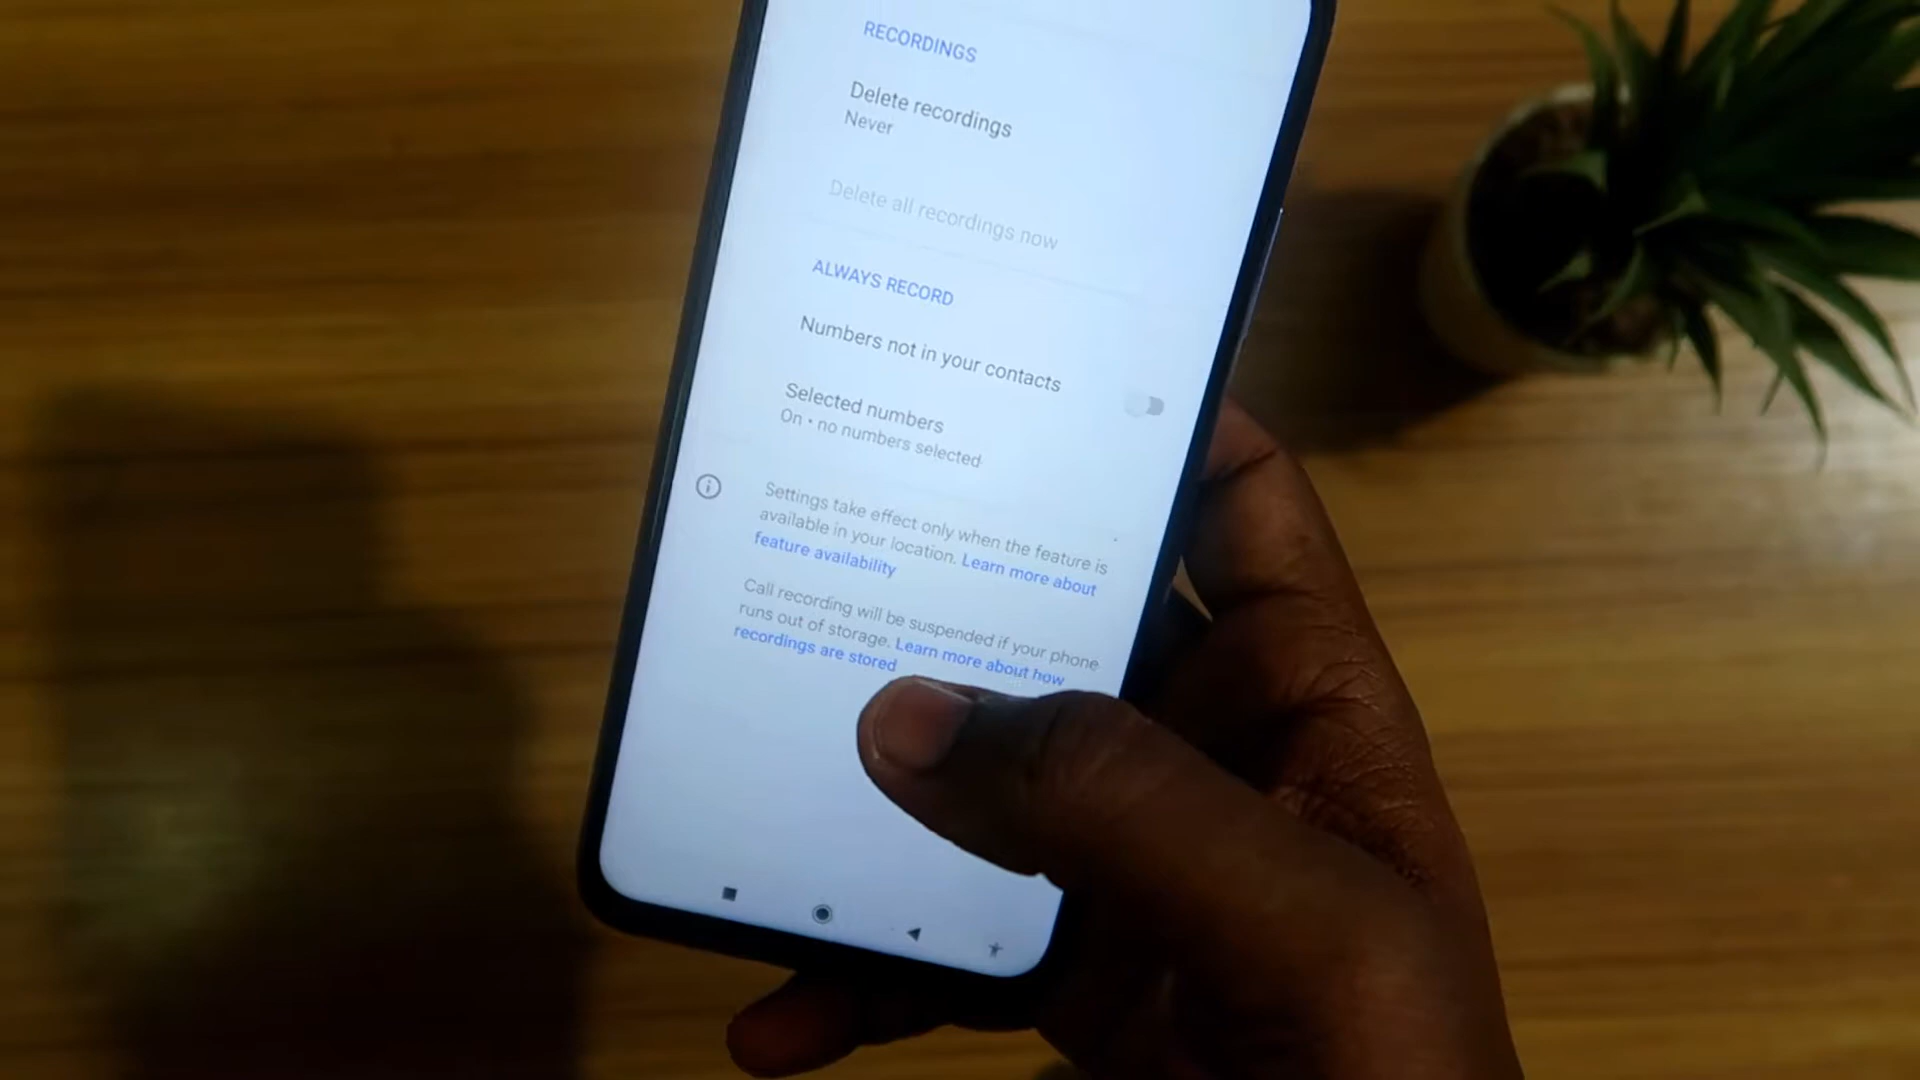 RECORDINGS
Delete recordings
Never
Delete all recordings now
ALWAYS RECORD
Numbers not in your contacts
Selected numbers
On • no numbers selected
Settings take effect only when the feature is
available in your location. Learn more about
feature availability
Call recording will be suspended if your phone
runs out of storage. Learn more about how
recordings are stored